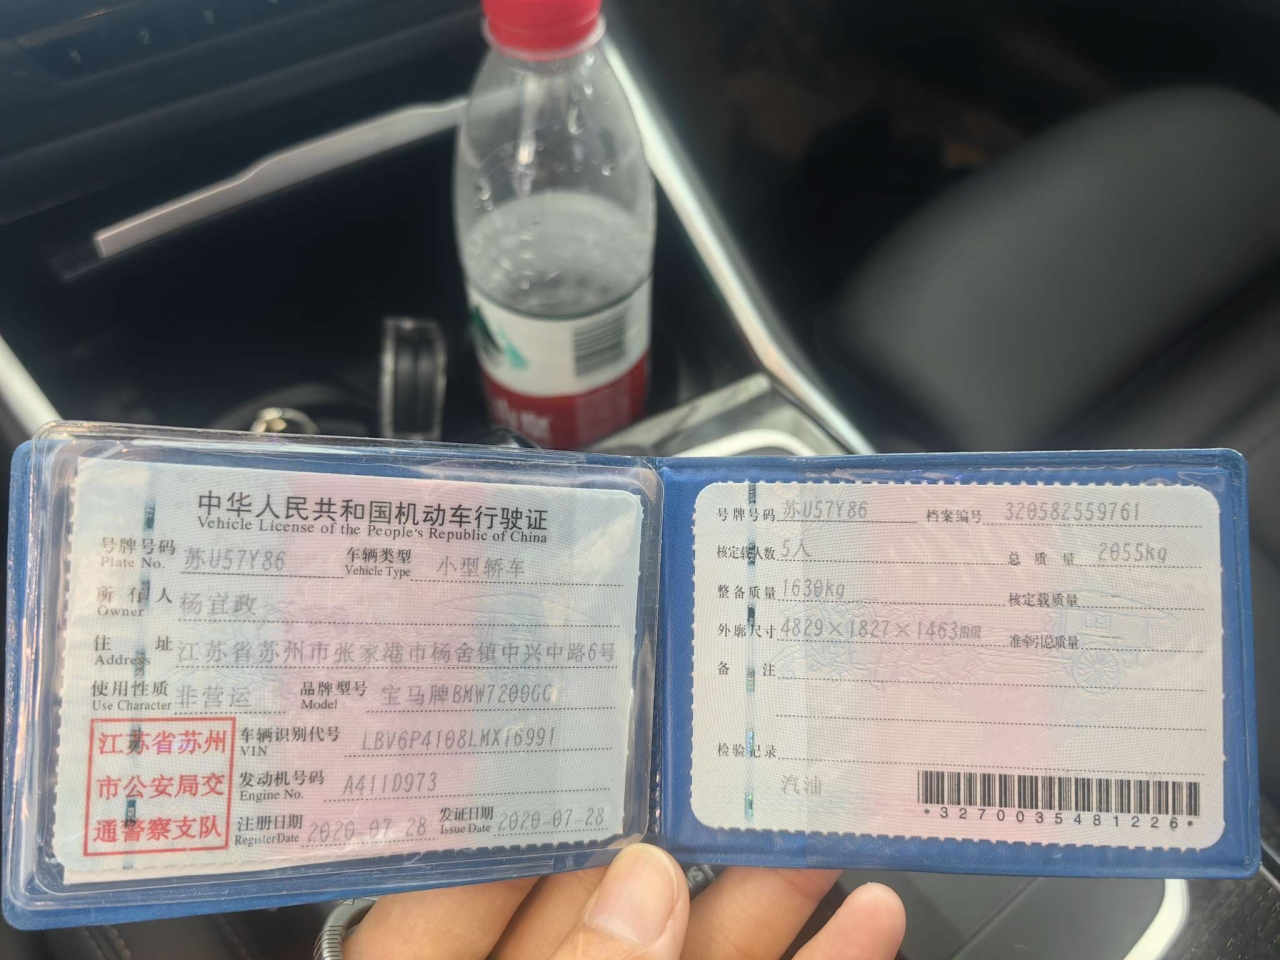 中华人民共和国机动车行驶证
Vehicle License of the People's Republic of China
号牌号码 苏U57Y86 车辆类型 小型轿车
Plate No. Vehicle Type
所有人 杨宜政
Owner
住址 江苏省苏州市张家港市杨舍镇中兴中路6号
Address
使用性质 非营运 品牌型号 宝马牌BMW7200CC
Use Character Model
江苏省苏州
市公安局交
通警察支队
车辆识别代号 LBV6P4108LMX16991
VIN
发动机号码 A411D973
Engine No.
注册日期 2020-07-28 发证日期 2020-07-28
Register Date Issue Date
号牌号码 苏U57Y86 档案编号 320582559761
核定载人数 5人 总质量 2055kg
整备质量 1630kg 核定载质量
外廓尺寸 4829×1827×1463mm 准牵引总质量
备注
检验记录
汽油
*3270035481226*